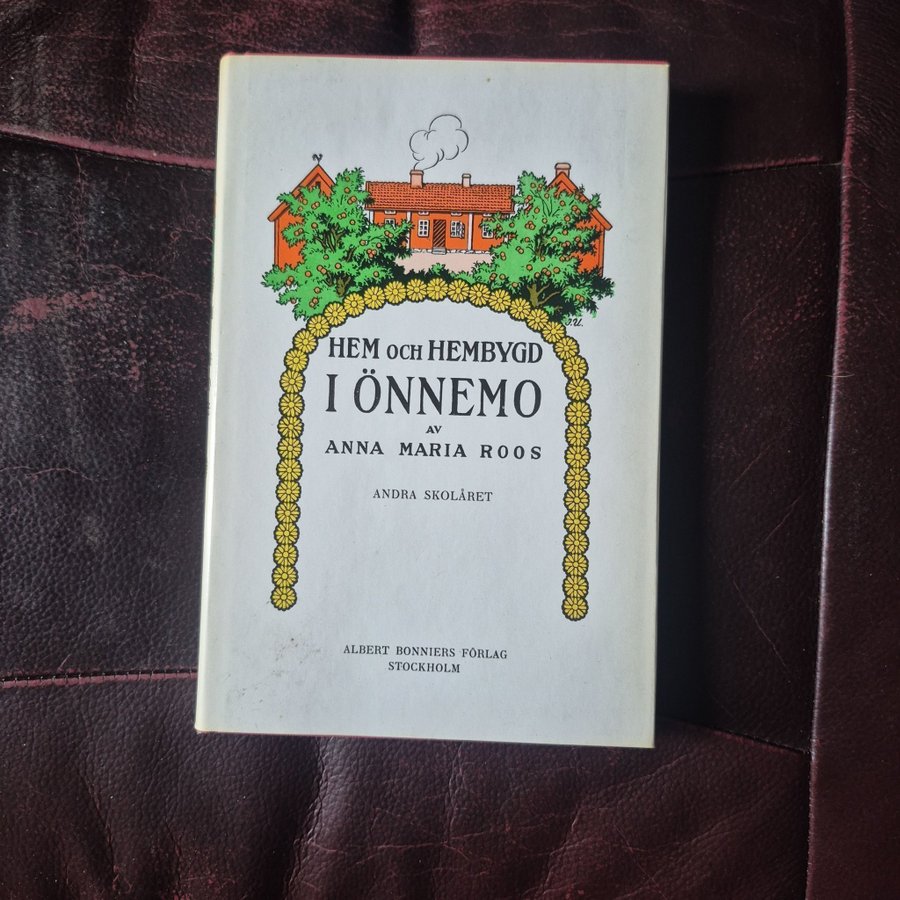 HEM OCH HEMBYGD
I ÖNNEMO
AV
ANNA MARIA ROOS
ANDRA SKOLÅRET
ALBERT BONNIERS FÖRLAG
STOCKHOLM